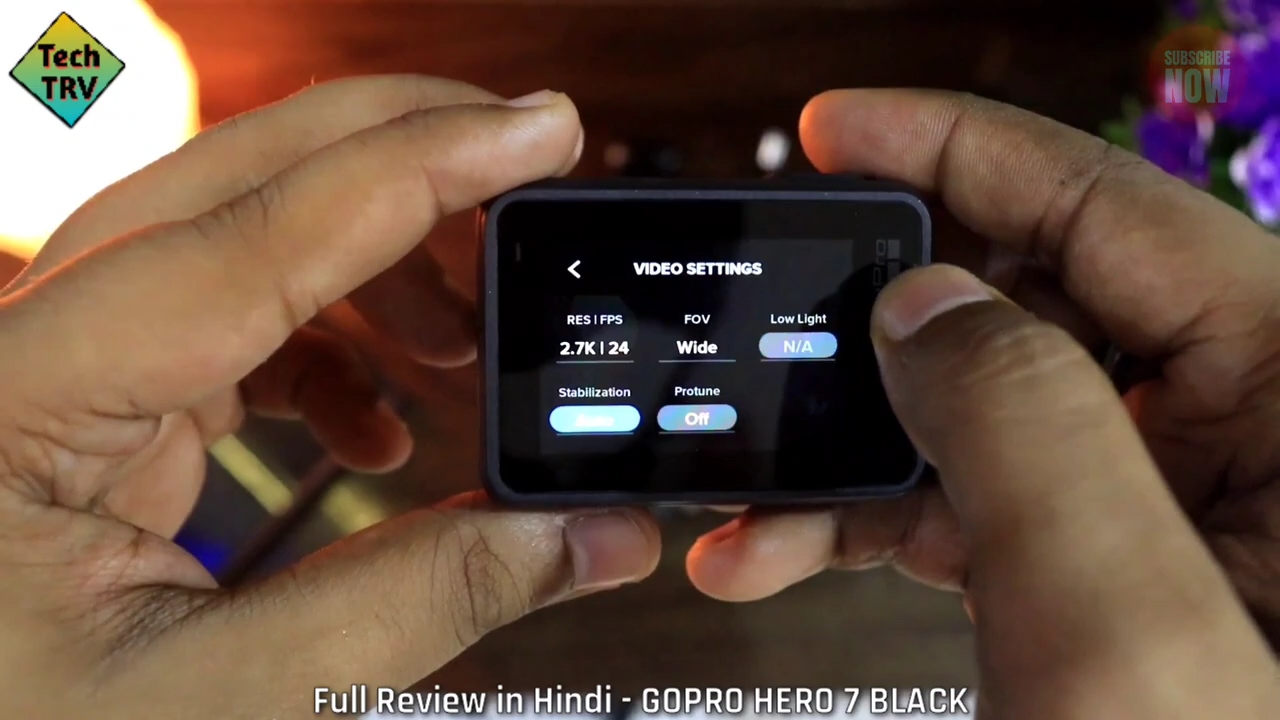 Tech
TRV
SUBSCRIBE
NOW
VIDEO SETTINGS
RES | FPS
FOV
Low Light
2.7K | 24
Wide
N/A
Stabilization
Protune
Off
Full Review in Hindi - GOPRO HERO 7 BLACK